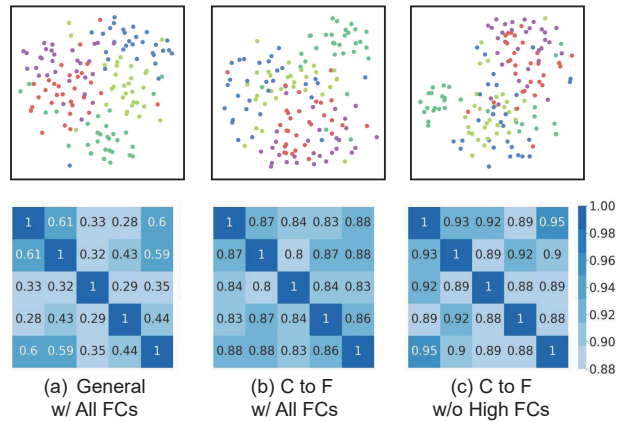 1 0.61 0.33 0.28 0.6
0.61 1 0.32 0.43 0.59
0.33 0.32 1 0.29 0.35
0.28 0.43 0.29 1 0.44
0.6 0.59 0.35 0.44 1
1 0.87 0.84 0.83 0.88
0.87 1 0.8 0.87 0.88
0.84 0.8 1 0.84 0.83
0.83 0.87 0.84 1 0.86
0.88 0.88 0.83 0.86 1
1 0.93 0.92 0.89 0.95
0.93 1 0.89 0.92 0.9
0.92 0.89 1 0.88 0.89
0.89 0.92 0.88 1 0.88
0.95 0.9 0.89 0.88 1
1.00
0.98
0.96
0.94
0.92
0.90
0.88
(a) General
w/ All FCs
(b) C to F
w/ All FCs
(c) C to F
w/o High FCs